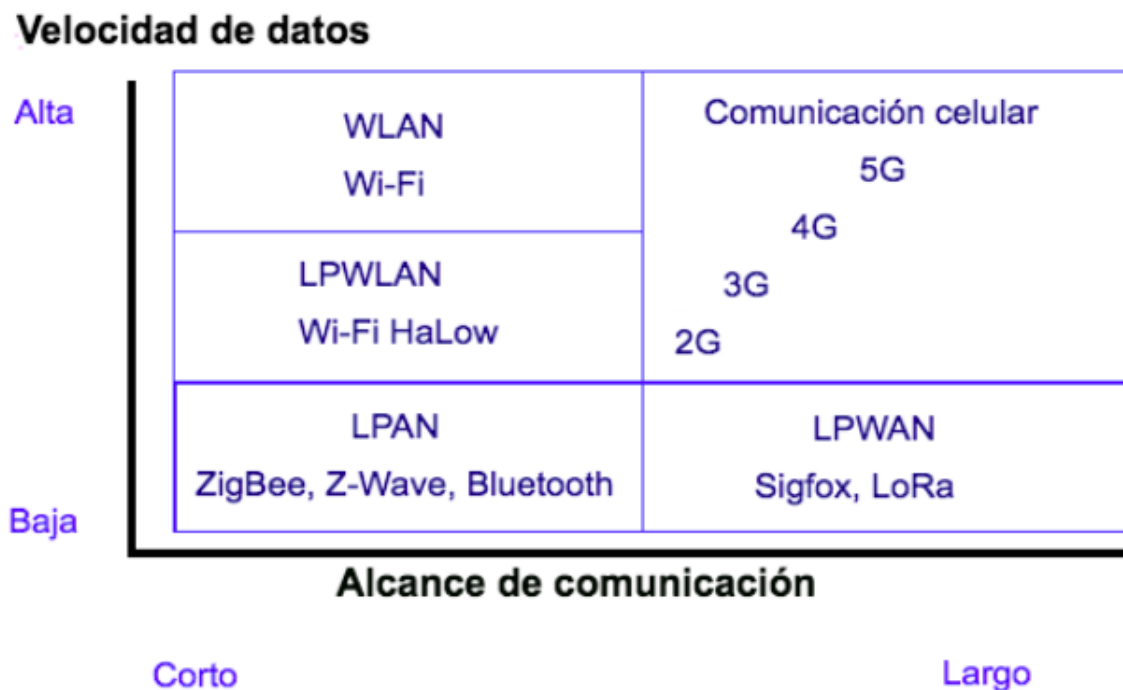 Velocidad de datos
Alta
WLAN
Wi-Fi
Comunicación celular
5G
4G
3G
2G
LPWLAN
Wi-Fi HaLow
LPAN
ZigBee, Z-Wave, Bluetooth
LPWAN
Sigfox, LoRa
Baja
Alcance de comunicación
Corto
Largo